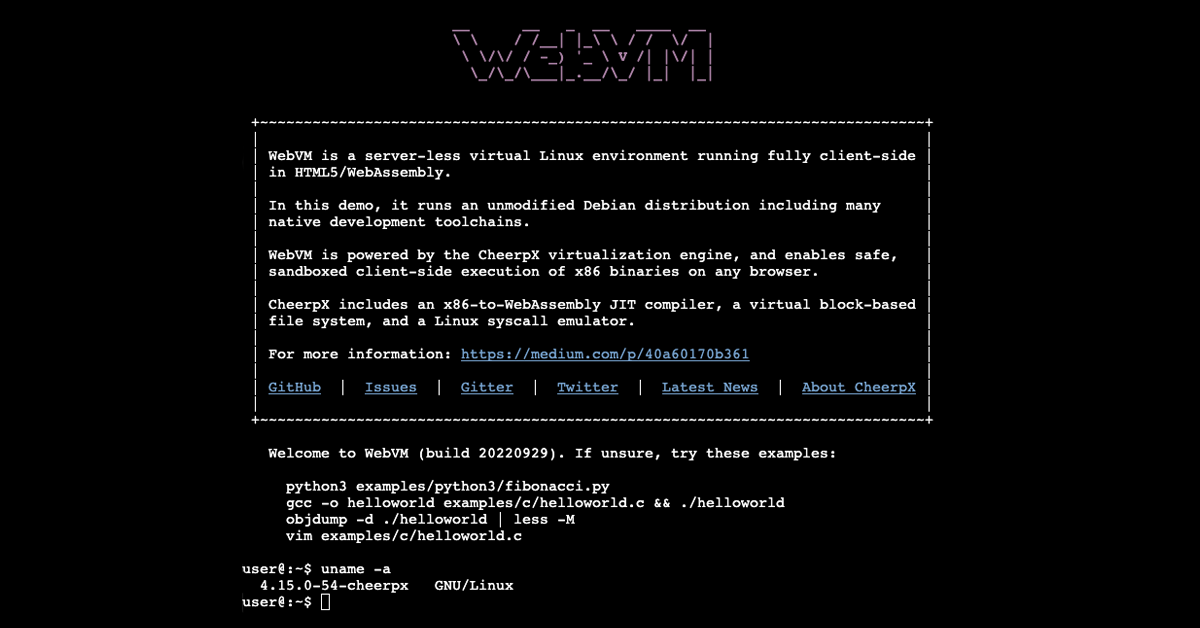 WebVM
WebVM is a server-less virtual Linux environment running fully client-side
in HTML5/WebAssembly.
In this demo, it runs an unmodified Debian distribution including many
native development toolchains.
WebVM is powered by the CheerpX virtualization engine, and enables safe,
sandboxed client-side execution of x86 binaries on any browser.
CheerpX includes an x86-to-WebAssembly JIT compiler, a virtual block-based
file system, and a Linux syscall emulator.
For more information: https://medium.com/p/40a60170b361
GitHub | Issues | Gitter | Twitter | Latest News | About CheerpX
Welcome to WebVM (build 20220929). If unsure, try these examples:
python3 examples/python3/fibonacci.py
gcc -o helloworld examples/c/helloworld.c && ./helloworld
objdump -d ./helloworld | less -M
vim examples/c/helloworld.c
user@:~$ uname -a
4.15.0-54-cheerpx GNU/Linux
user@:~$